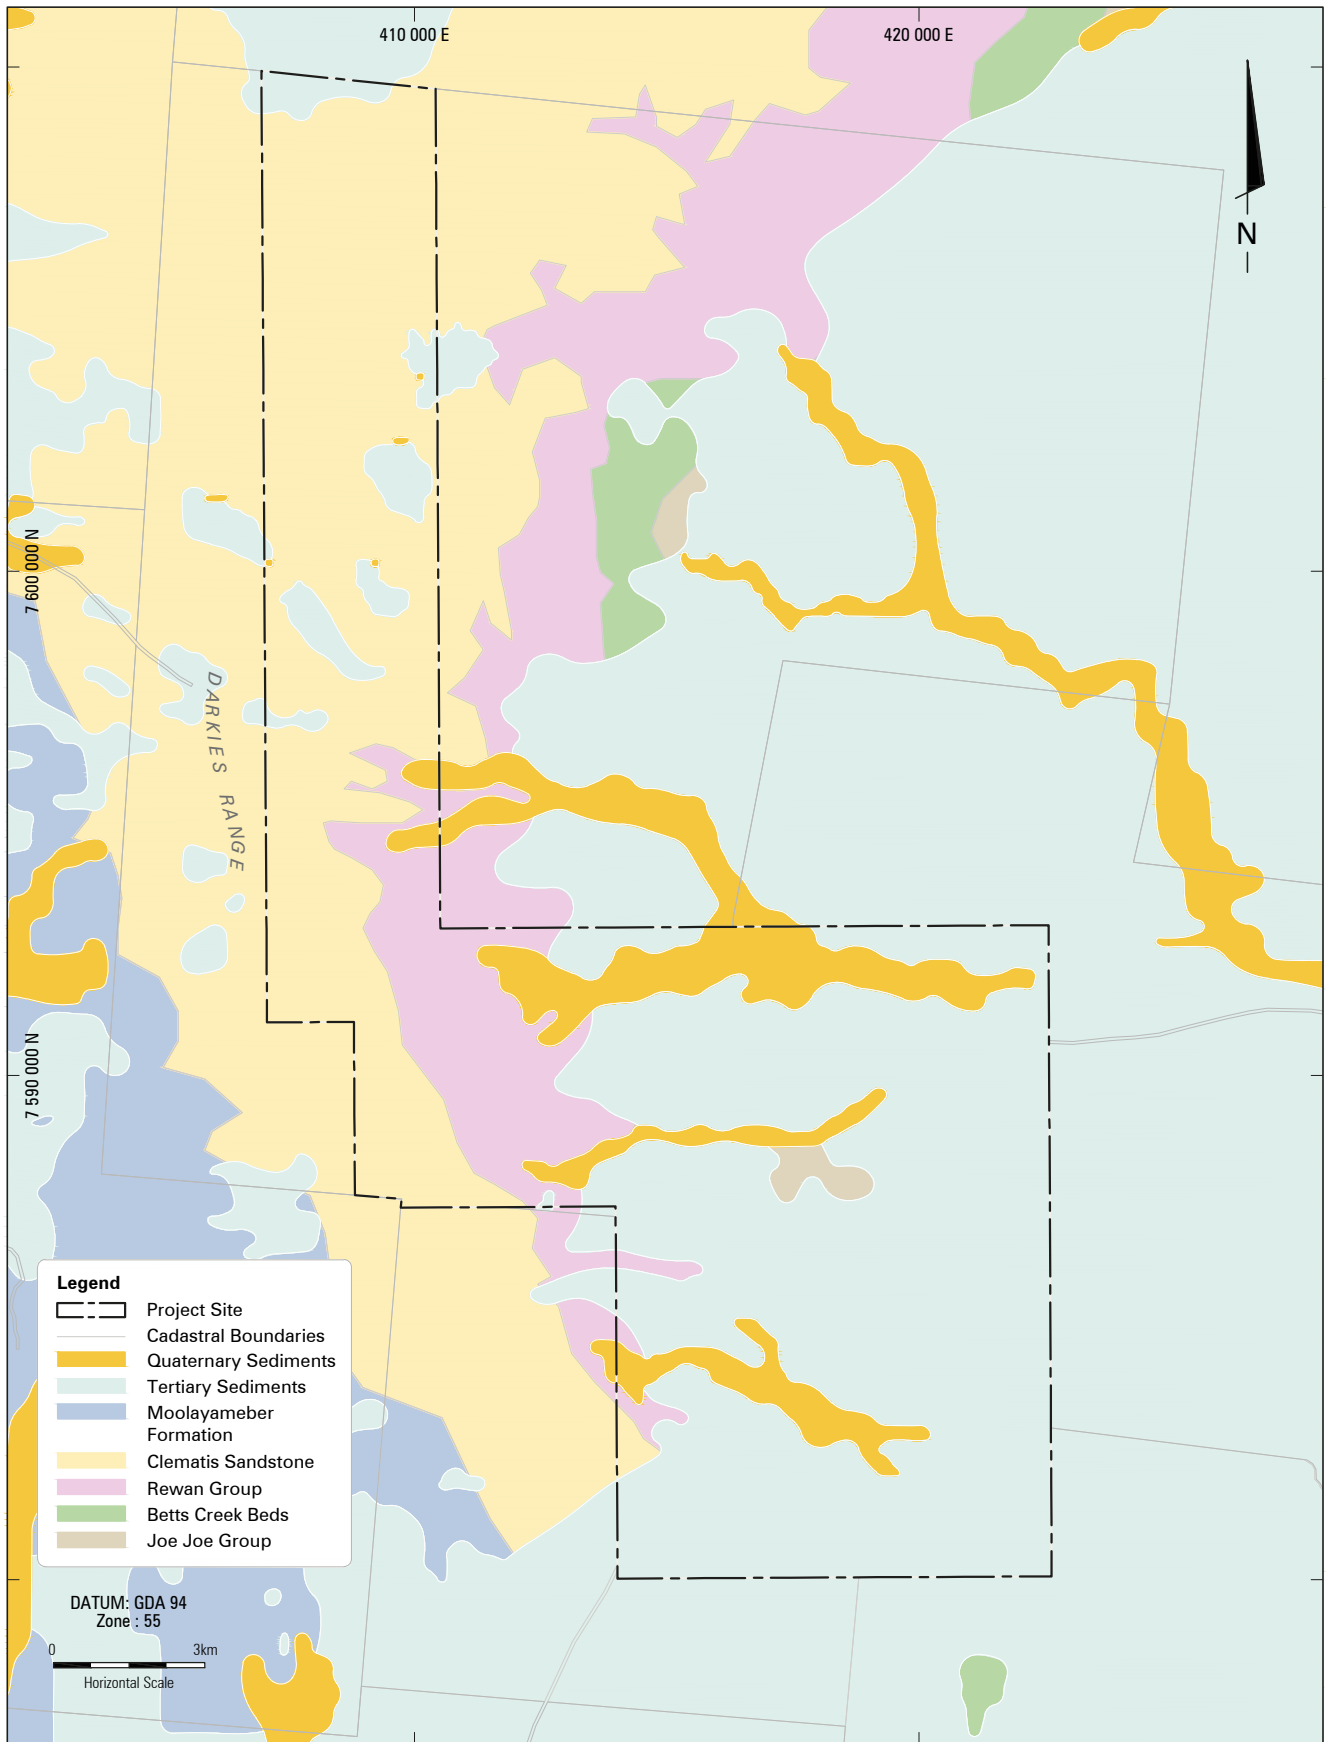 410 000 E
420 000 E
N
7 600 000 N
DARKIES RANGE
7 590 000 N
Legend
Project Site
Cadastral Boundaries
Quaternary Sediments
Tertiary Sediments
Moolayameber
Formation
Clematis Sandstone
Rewan Group
Betts Creek Beds
Joe Joe Group
DATUM: GDA 94
Zone : 55
0 3km
Horizontal Scale